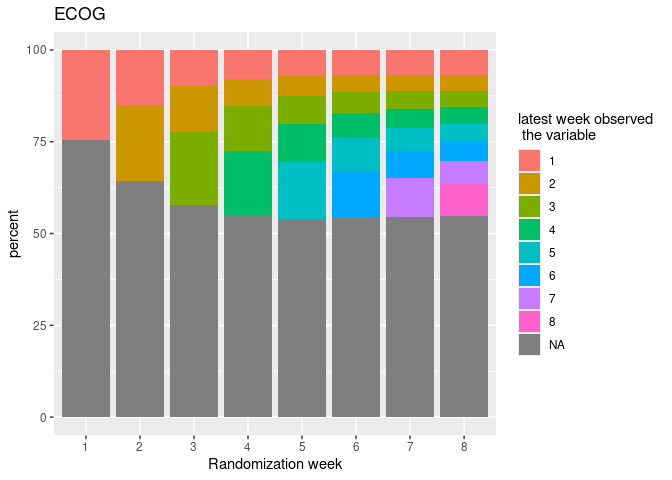 ECOG
100
75
50
25
0
percent
1 2 3 4 5 6 7 8
Randomization week
latest week observed
the variable
1
2
3
4
5
6
7
8
NA